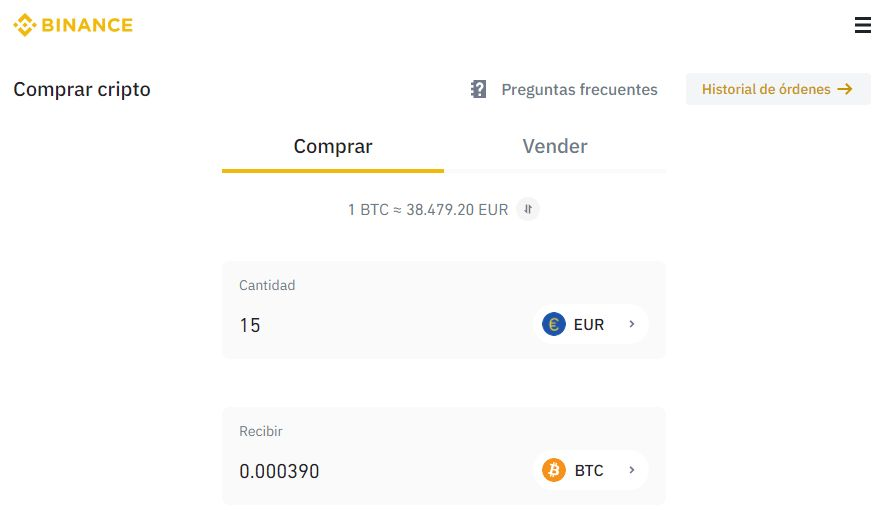 BINANCE
Comprar cripto
Preguntas frecuentes
Historial de órdenes →
Comprar
Vender
1 BTC ≈ 38.479.20 EUR
Cantidad
15
€ EUR
Recibir
0.000390
BTC